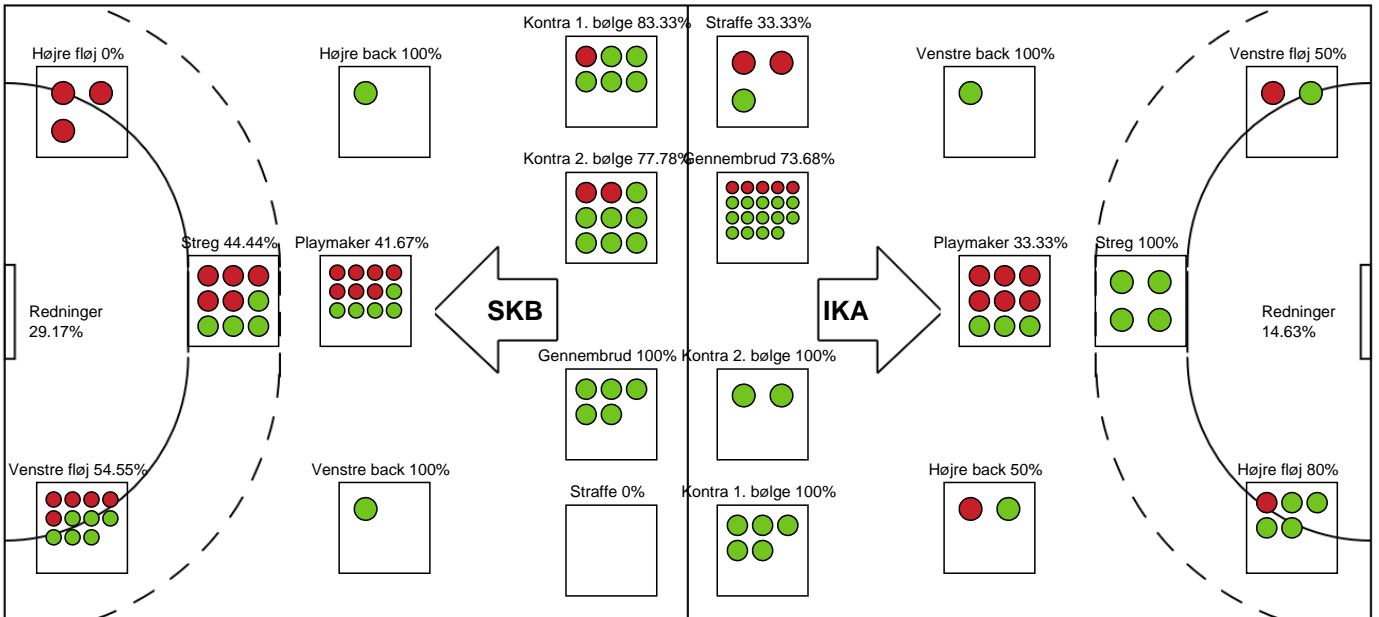 Kontra 1. bølge 83.33%
Straffe 33.33%
Højre fløj 0%
Højre back 100%
Venstre back 100%
Venstre fløj 50%
Kontra 2. bølge 77.78%
Gennembrud 73.68%
Streg 44.44%
Playmaker 41.67%
Playmaker 33.33%
Streg 100%
Redninger
29.17%
SKB
IKA
Redninger
14.63%
Gennembrud 100%
Kontra 2. bølge 100%
Venstre fløj 54.55%
Venstre back 100%
Straffe 0%
Kontra 1. bølge 100%
Højre back 50%
Højre fløj 80%